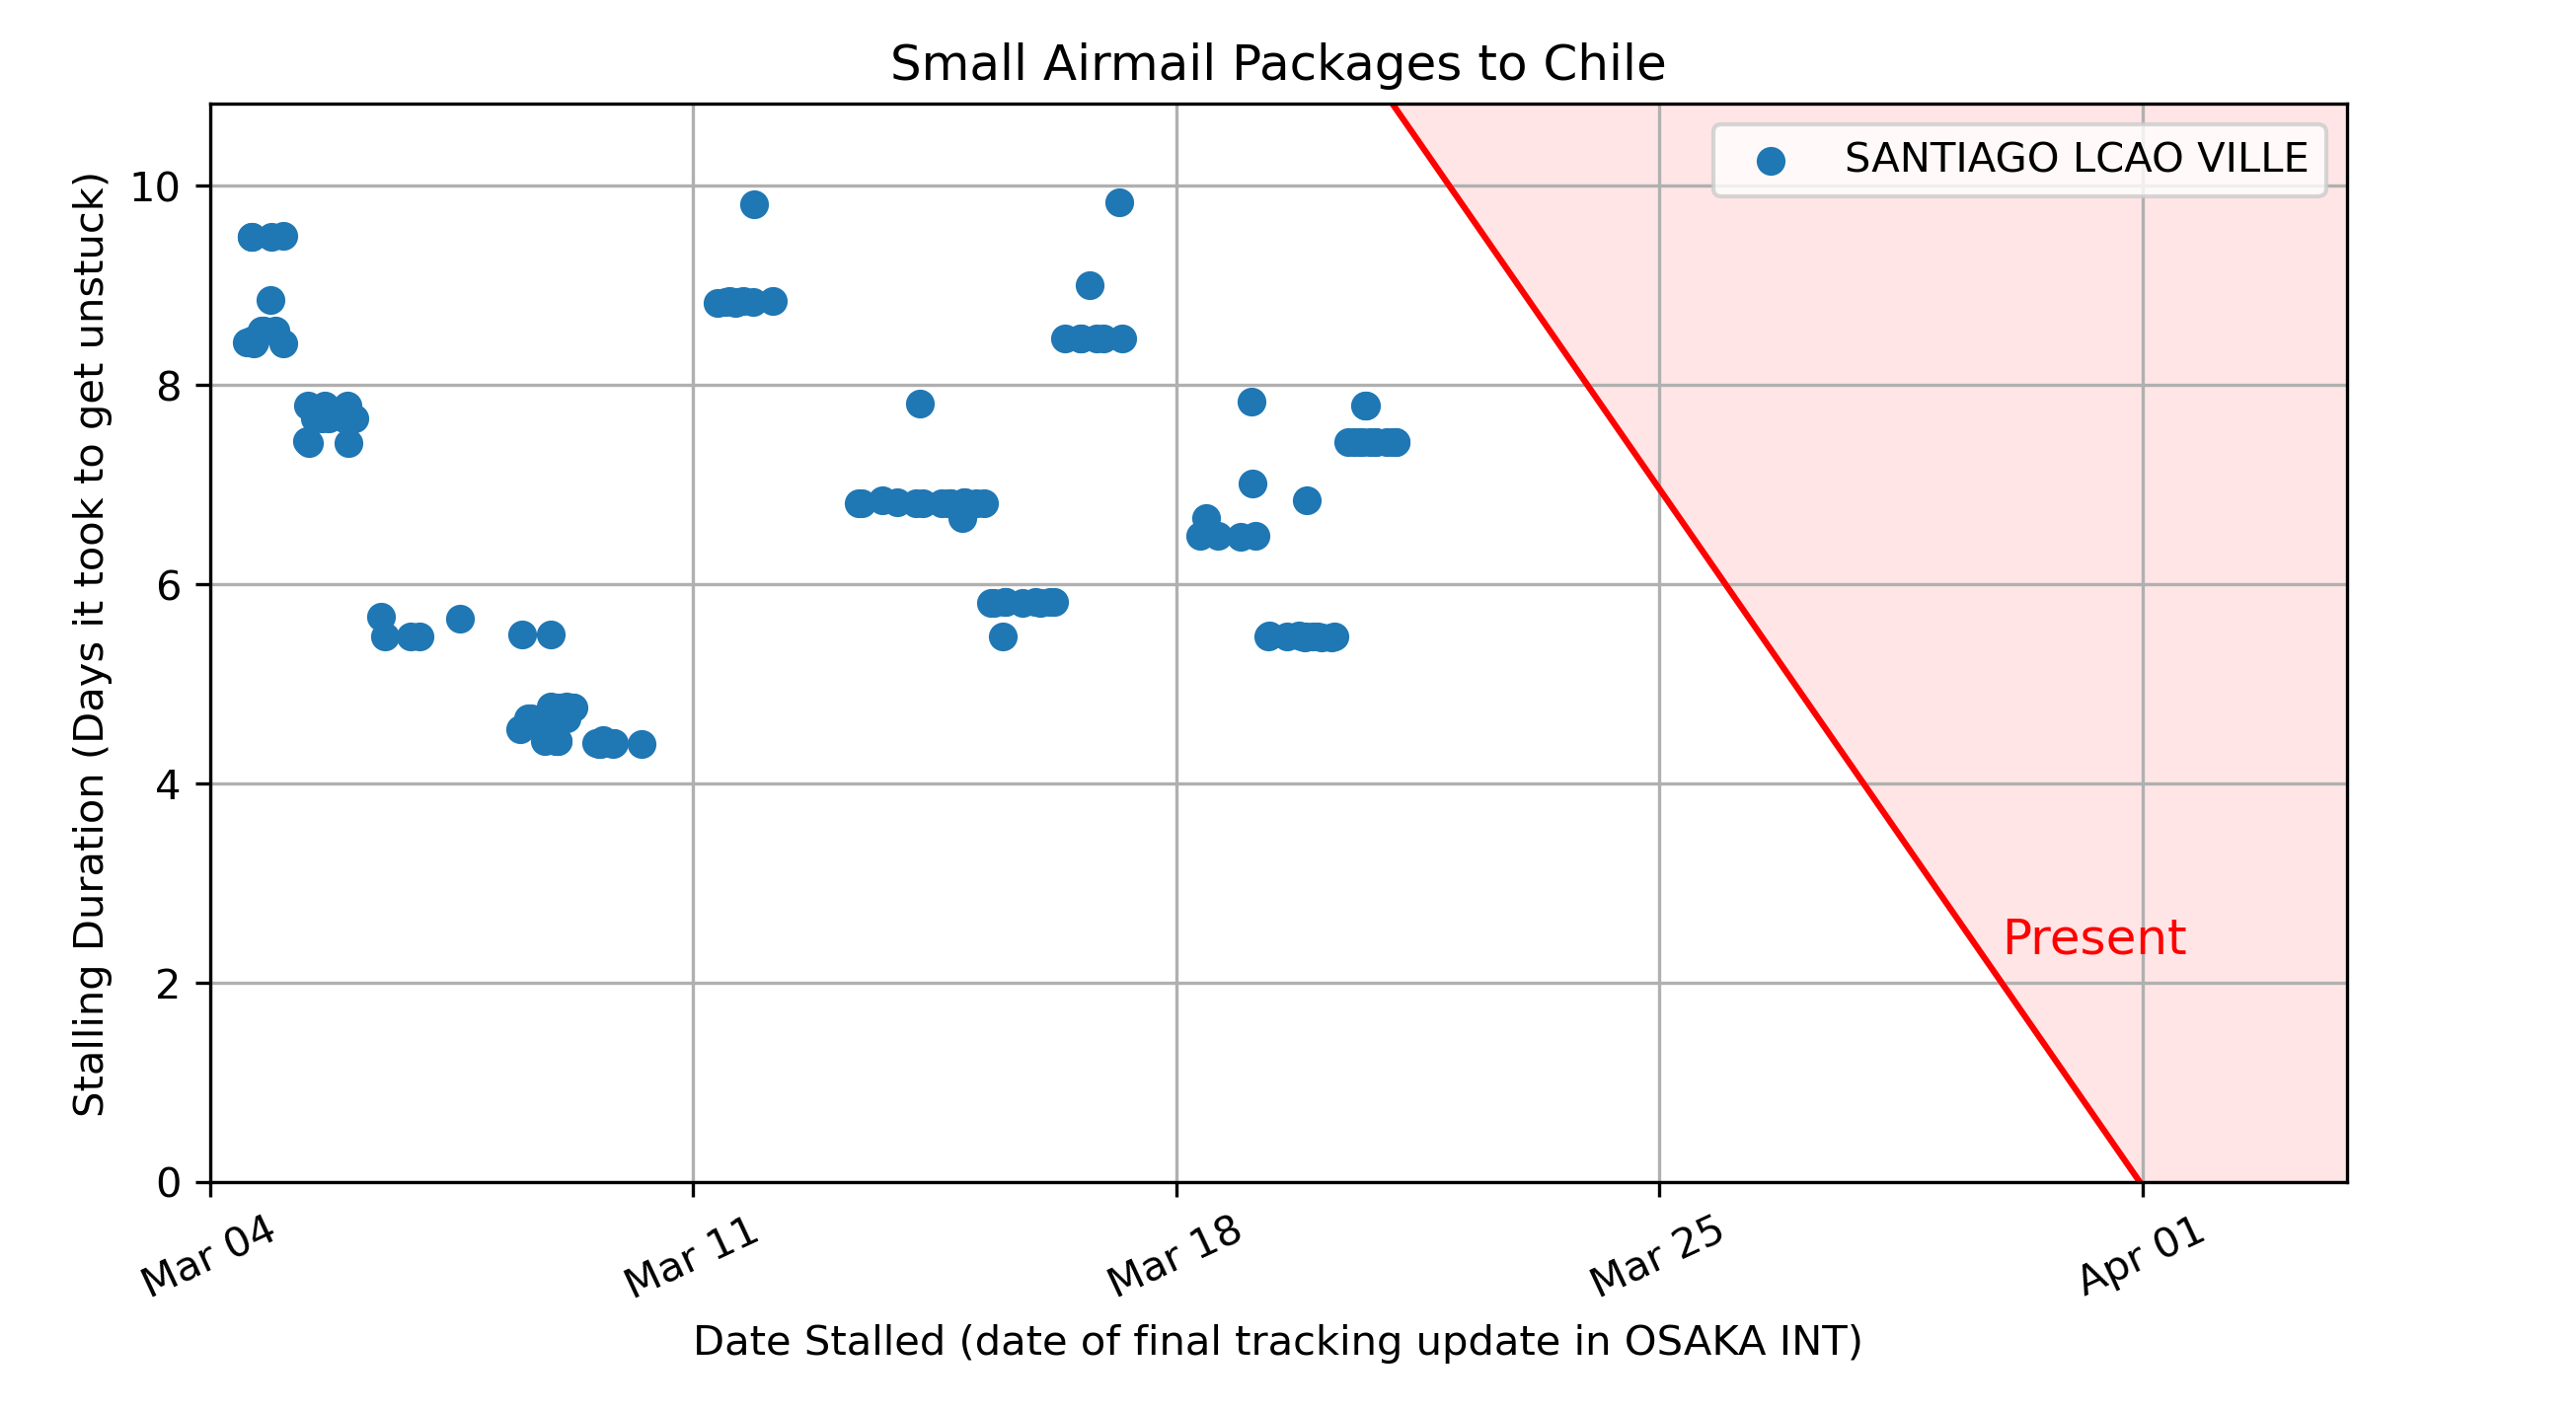 Small Airmail Packages to Chile
SANTIAGO LCAO VILLE
Stalling Duration (Days it took to get unstuck)
10
8
6
4
2
0
Present
Mar 04
Mar 11
Mar 18
Mar 25
Apr 01
Date Stalled (date of final tracking update in OSAKA INT)